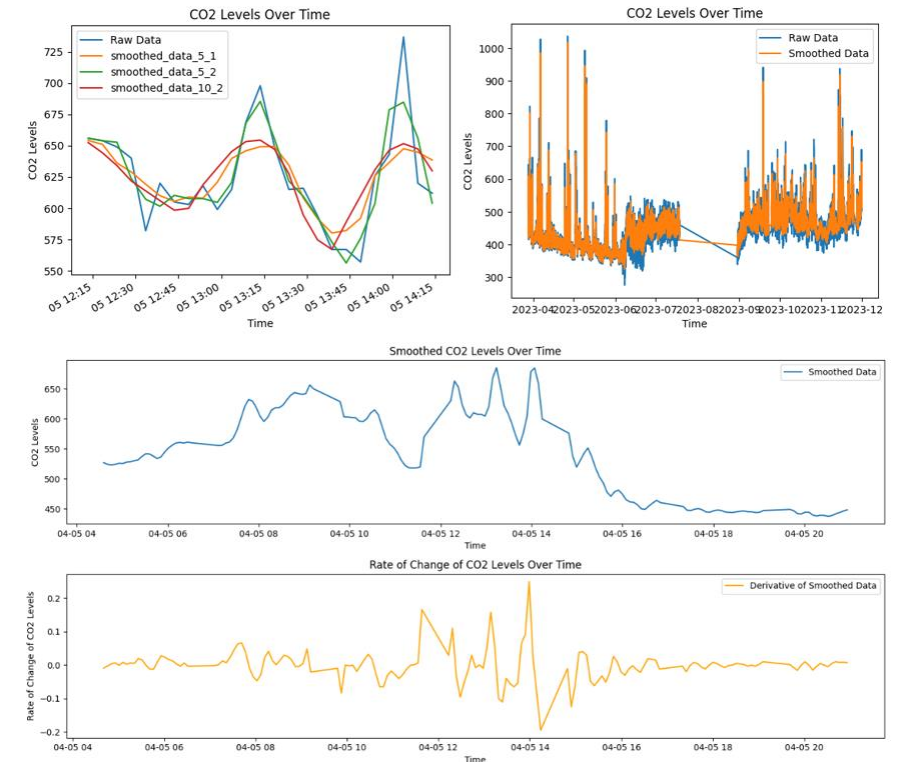 CO2 Levels Over Time
CO2 Levels
725
700
675
650
625
600
575
550
Raw Data
smoothed_data_5_1
smoothed_data_5_2
smoothed_data_10_2
05 12:15
05 12:30
05 12:45
05 13:00
05 13:15
05 13:30
05 13:45
05 14:00
05 14:15
Time
CO2 Levels Over Time
CO2 Levels
1000
900
800
700
600
500
400
300
Raw Data
Smoothed Data
2023-04 2023-05 2023-06 2023-07 2023-08 2023-09 2023-10 2023-11 2023-12
Time
Smoothed CO2 Levels Over Time
CO2 Levels
650
600
550
500
450
Smoothed Data
04-05 04 04-05 06 04-05 08 04-05 10 04-05 12 04-05 14 04-05 16 04-05 18 04-05 20
Time
Rate of Change of CO2 Levels Over Time
Rate of Change of CO2 Levels
0.2
0.1
0.0
−0.1
−0.2
Derivative of Smoothed Data
04-05 04 04-05 06 04-05 08 04-05 10 04-05 12 04-05 14 04-05 16 04-05 18 04-05 20
Time